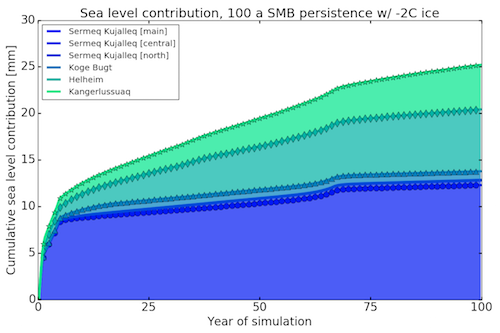 Sea level contribution, 100 a SMB persistence w/ -2C ice
Cumulative sea level contribution [mm]
30
25
20
15
10
5
0
Sermeq Kujalleq [main]
Sermeq Kujalleq [central]
Sermeq Kujalleq [north]
Koge Bugt
Helheim
Kangerlussuaq
0 25 50 75 100
Year of simulation